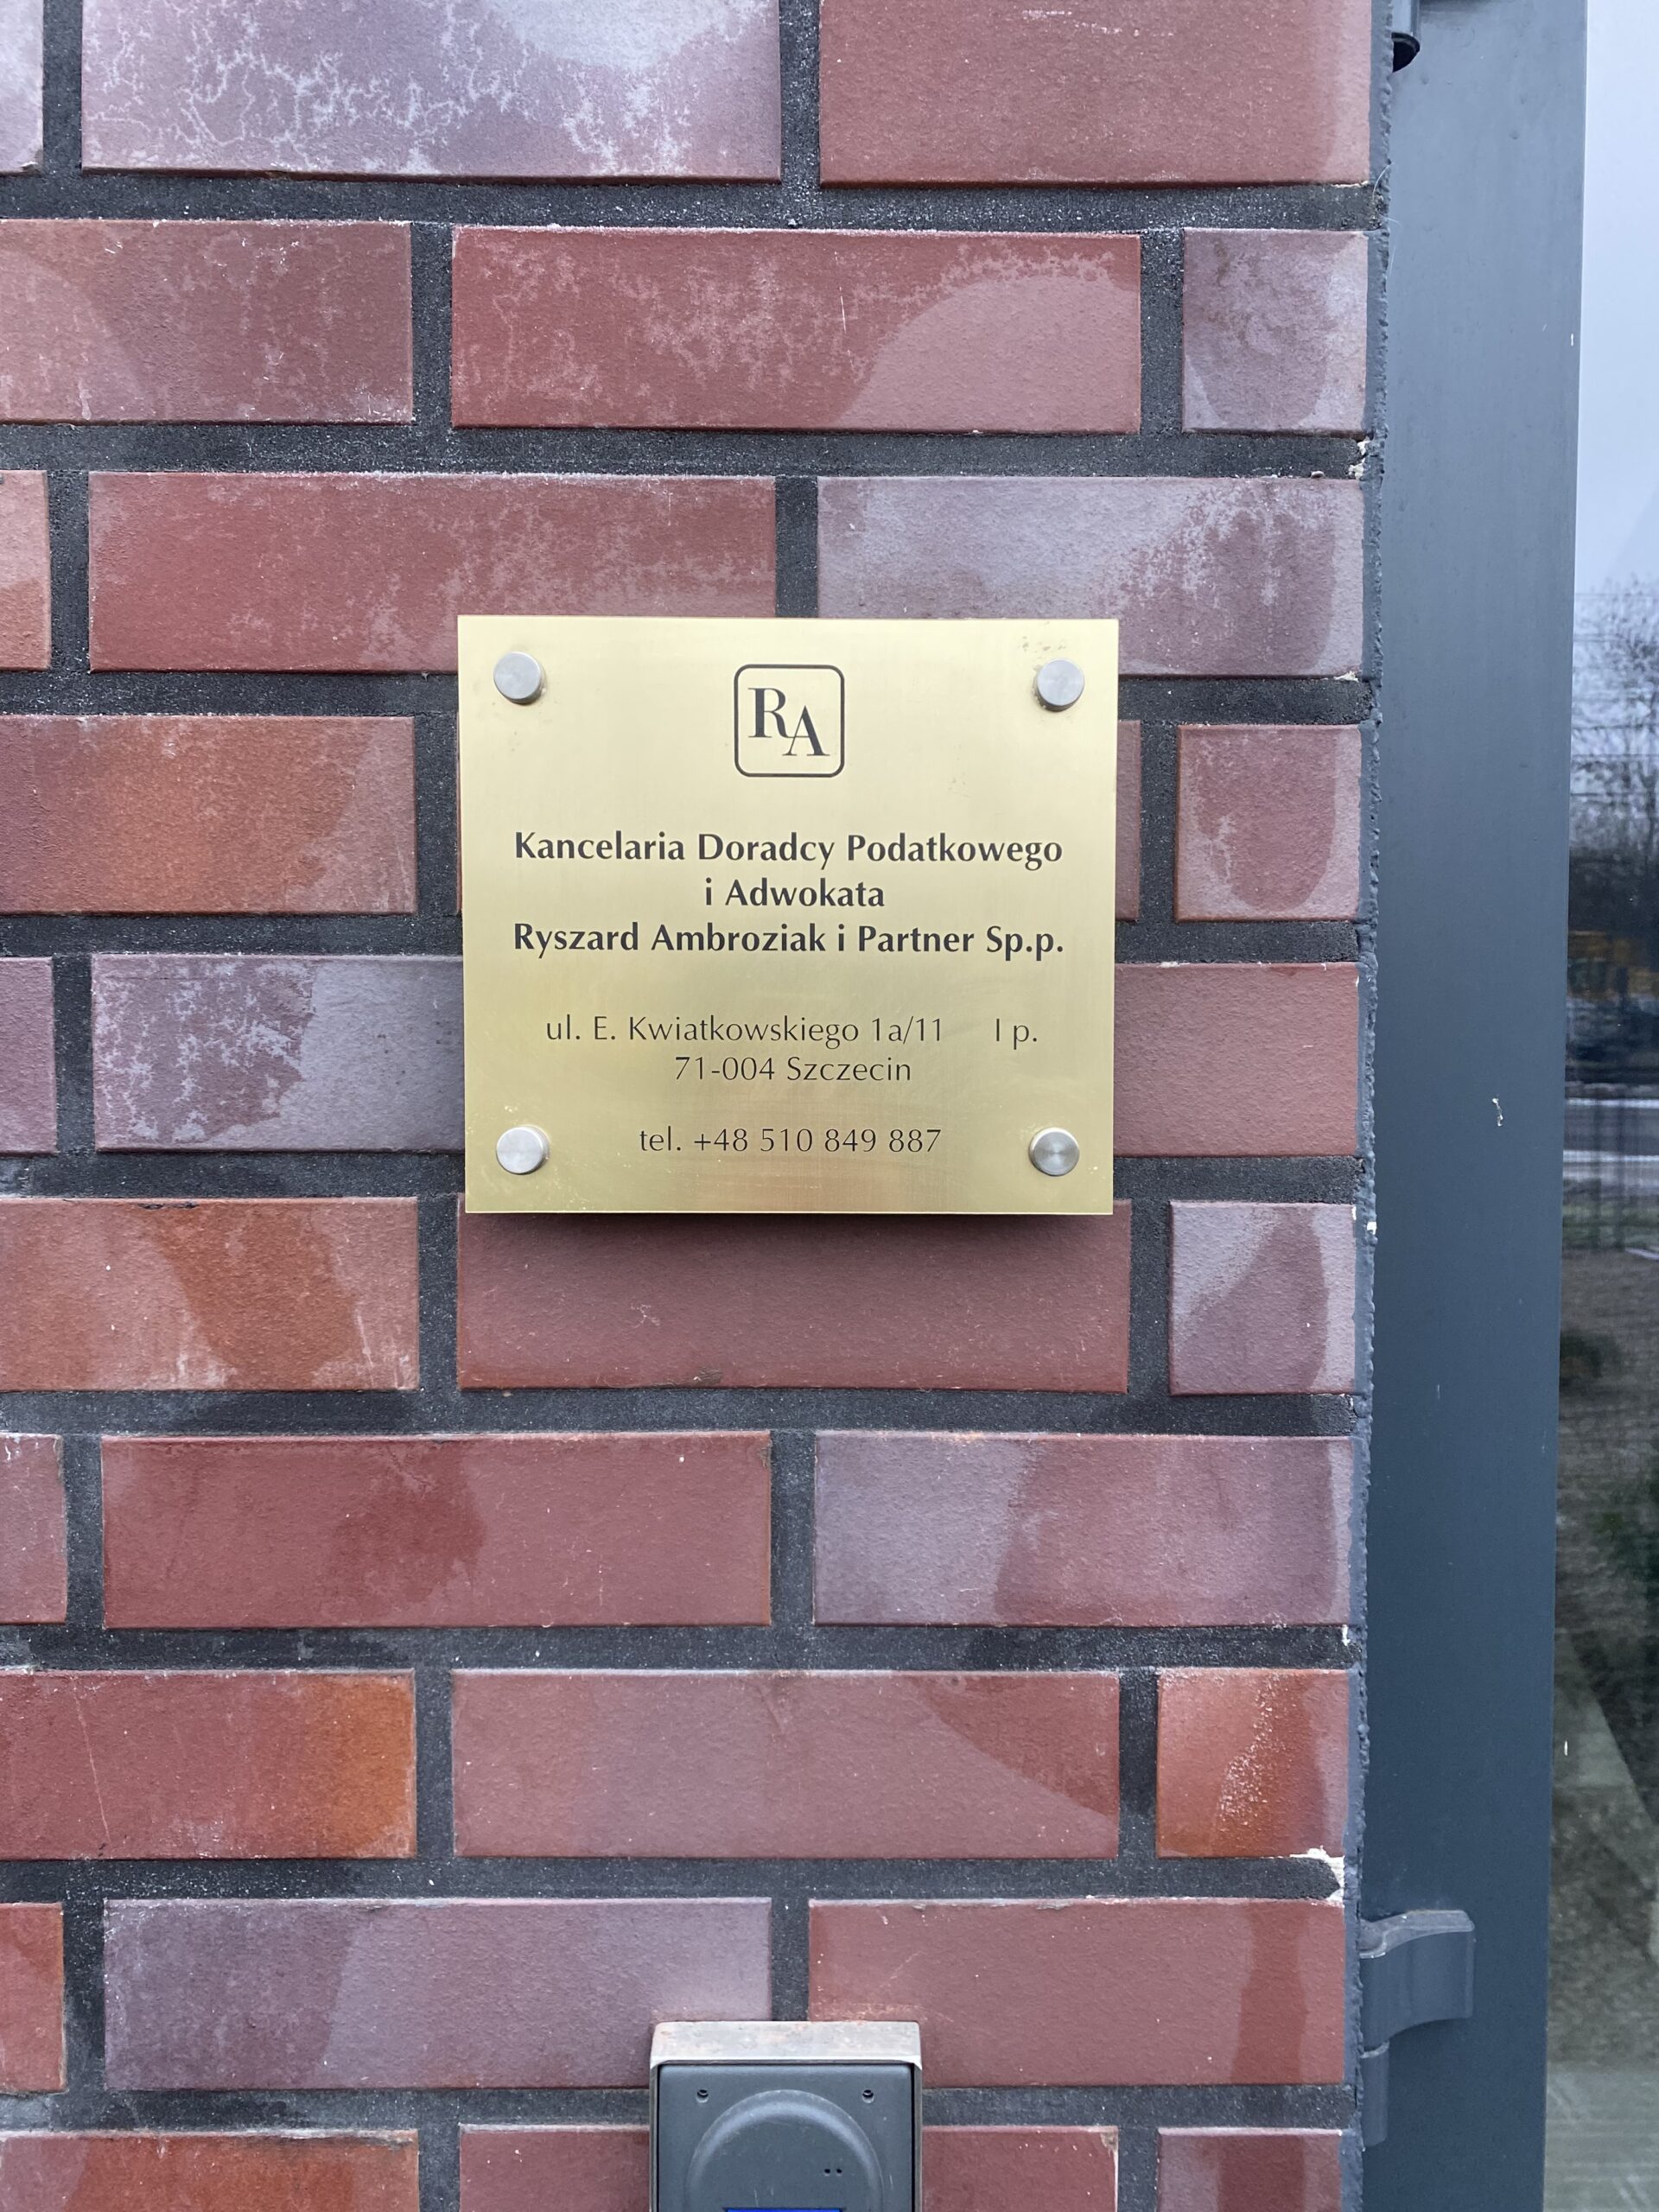 RA
Kancelaria Doradcy Podatkowego
i Adwokata
Ryszard Ambroziak i Partner Sp.p.
ul. E. Kwiatkowskiego 1a/11 I p.
71-004 Szczecin
tel. +48 510 849 887